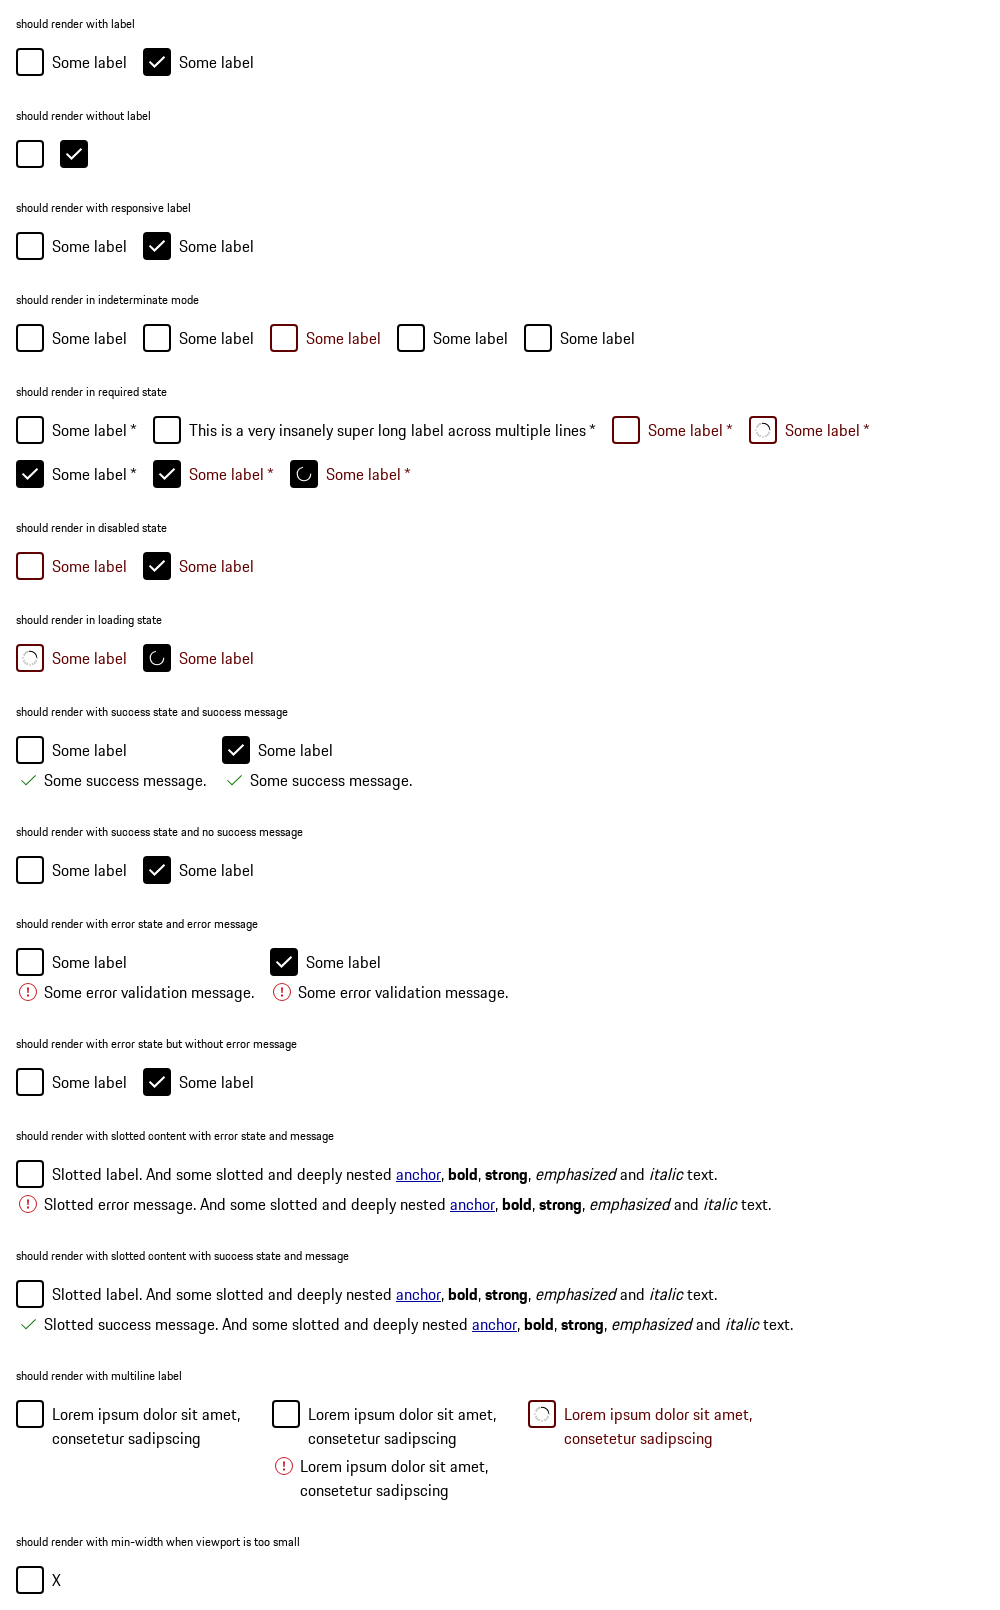 should render with label
Some label Some label
should render without label
should render with responsive label
Some label Some label
should render in indeterminate mode
Some label Some label Some label Some label Some label
should render in required state
Some label * This is a very insanely super long label across multiple lines * Some label * Some label *
Some label * Some label * Some label *
should render in disabled state
Some label Some label
should render in loading state
Some label Some label
should render with success state and success message
Some label Some label
Some success message. Some success message.
should render with success state and no success message
Some label Some label
should render with error state and error message
Some label Some label
Some error validation message. Some error validation message.
should render with error state but without error message
Some label Some label
should render with slotted content with error state and message
Slotted label. And some slotted and deeply nested anchor, bold, strong, emphasized and italic text.
Slotted error message. And some slotted and deeply nested anchor, bold, strong, emphasized and italic text.
should render with slotted content with success state and message
Slotted label. And some slotted and deeply nested anchor, bold, strong, emphasized and italic text.
Slotted success message. And some slotted and deeply nested anchor, bold, strong, emphasized and italic text.
should render with multiline label
Lorem ipsum dolor sit amet, Lorem ipsum dolor sit amet, Lorem ipsum dolor sit amet,
consetetur sadipscing consetetur sadipscing consetetur sadipscing
Lorem ipsum dolor sit amet,
consetetur sadipscing
should render with min-width when viewport is too small
X